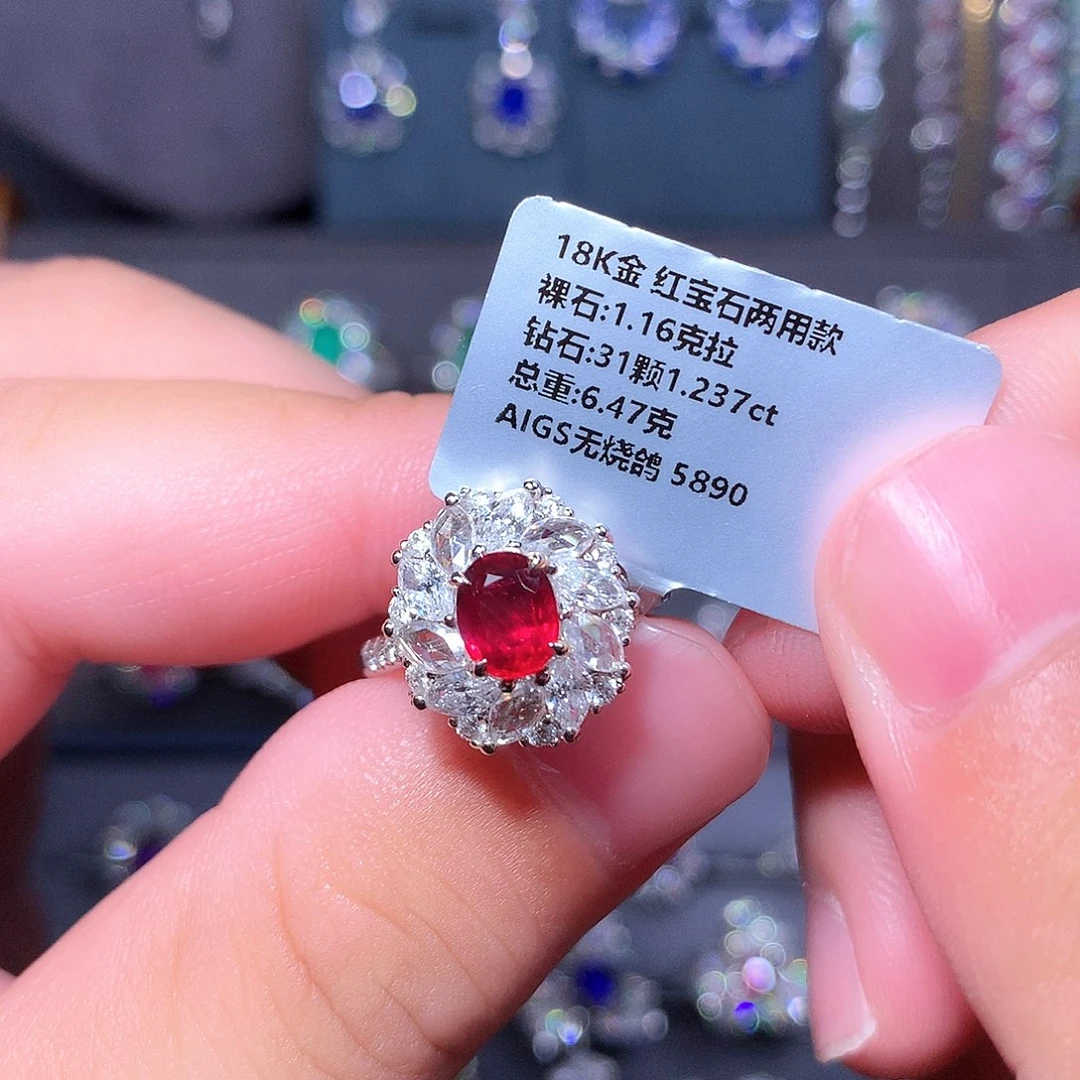 18K金 红宝石两用款
裸石:1.16克拉
钻石:31颗1.237ct
总重:6.47克
AIGS无烧鸽 5890